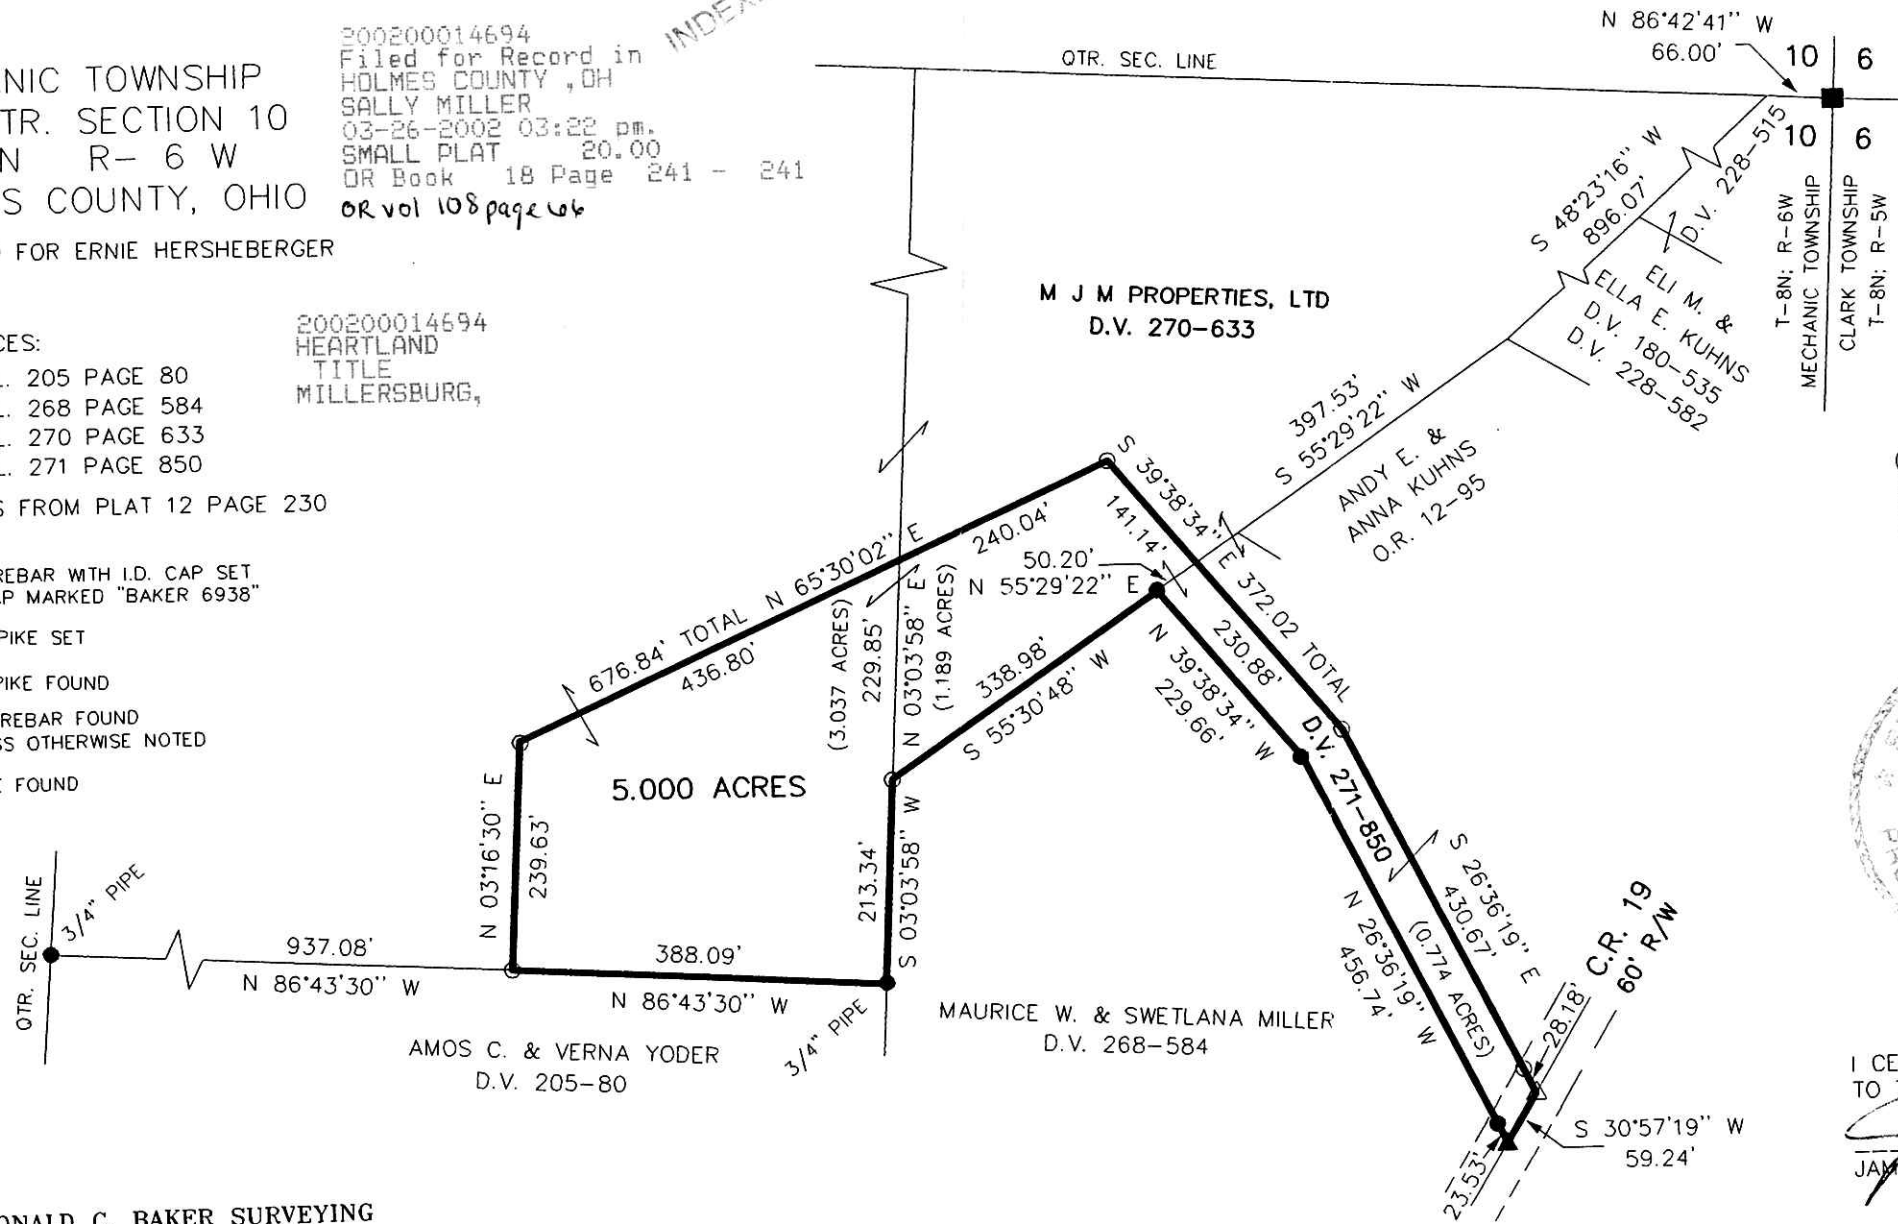 200200014694
Filed for Record in
HOLMES COUNTY , OH
SALLY MILLER
03-26-2002 03:22 pm.
SMALL PLAT 20.00
OR Book 18 Page 241 - 241
OR vol 108 page 66
INDEX
NIC TOWNSHIP
TR. SECTION 10
N R- 6 W
S COUNTY, OHIO
FOR ERNIE HERSHEBERGER
200200014694
HEARTLAND
TITLE
MILLERSBURG,
CES:
. 205 PAGE 80
. 268 PAGE 584
. 270 PAGE 633
. 271 PAGE 850
S FROM PLAT 12 PAGE 230
REBAR WITH I.D. CAP SET
P MARKED "BAKER 6938"
PIKE SET
PIKE FOUND
REBAR FOUND
SS OTHERWISE NOTED
E FOUND
QTR. SEC. LINE
N 86°42'41" W
66.00'
10 6
10 6
T-8N; R-6W
MECHANIC TOWNSHIP
CLARK TOWNSHIP
T-8N; R-5W
S 48°23'16" W
896.07'
D.V. 228-515
ELI M. &
ELLA E. KUHNS
D.V. 180-535
D.V. 228-582
M J M PROPERTIES, LTD
D.V. 270-633
397.53'
S 55°29'22" W
ANDY E. &
ANNA KUHNS
O.R. 12-95
S 39°38'34" E 372.02 TOTAL
141.14'
230.88'
50.20'
N 55°29'22" E
676.84' TOTAL N 65°30'02" E
240.04'
436.80'
(3.037 ACRES)
229.85'
N 03°03'58" E
(1.189 ACRES)
338.98'
S 55°30'48" W
N 39°38'34" W
229.66'
D.V. 271-850
5.000 ACRES
N 03°16'30" E
239.63'
213.34'
S 03°03'58" W
S 26°36'19" E
430.67'
(0.774 ACRES)
N 26°36'19" W
456.74'
C.R. 19
60' R/W
28.18'
S 30°57'19" W
59.24'
23.53'
QTR. SEC. LINE
3/4" PIPE
937.08'
N 86°43'30" W
388.09'
N 86°43'30" W
3/4" PIPE
AMOS C. & VERNA YODER
D.V. 205-80
MAURICE W. & SWETLANA MILLER
D.V. 268-584
I CE
TO
JAM
ONALD C. BAKER SURVEYING